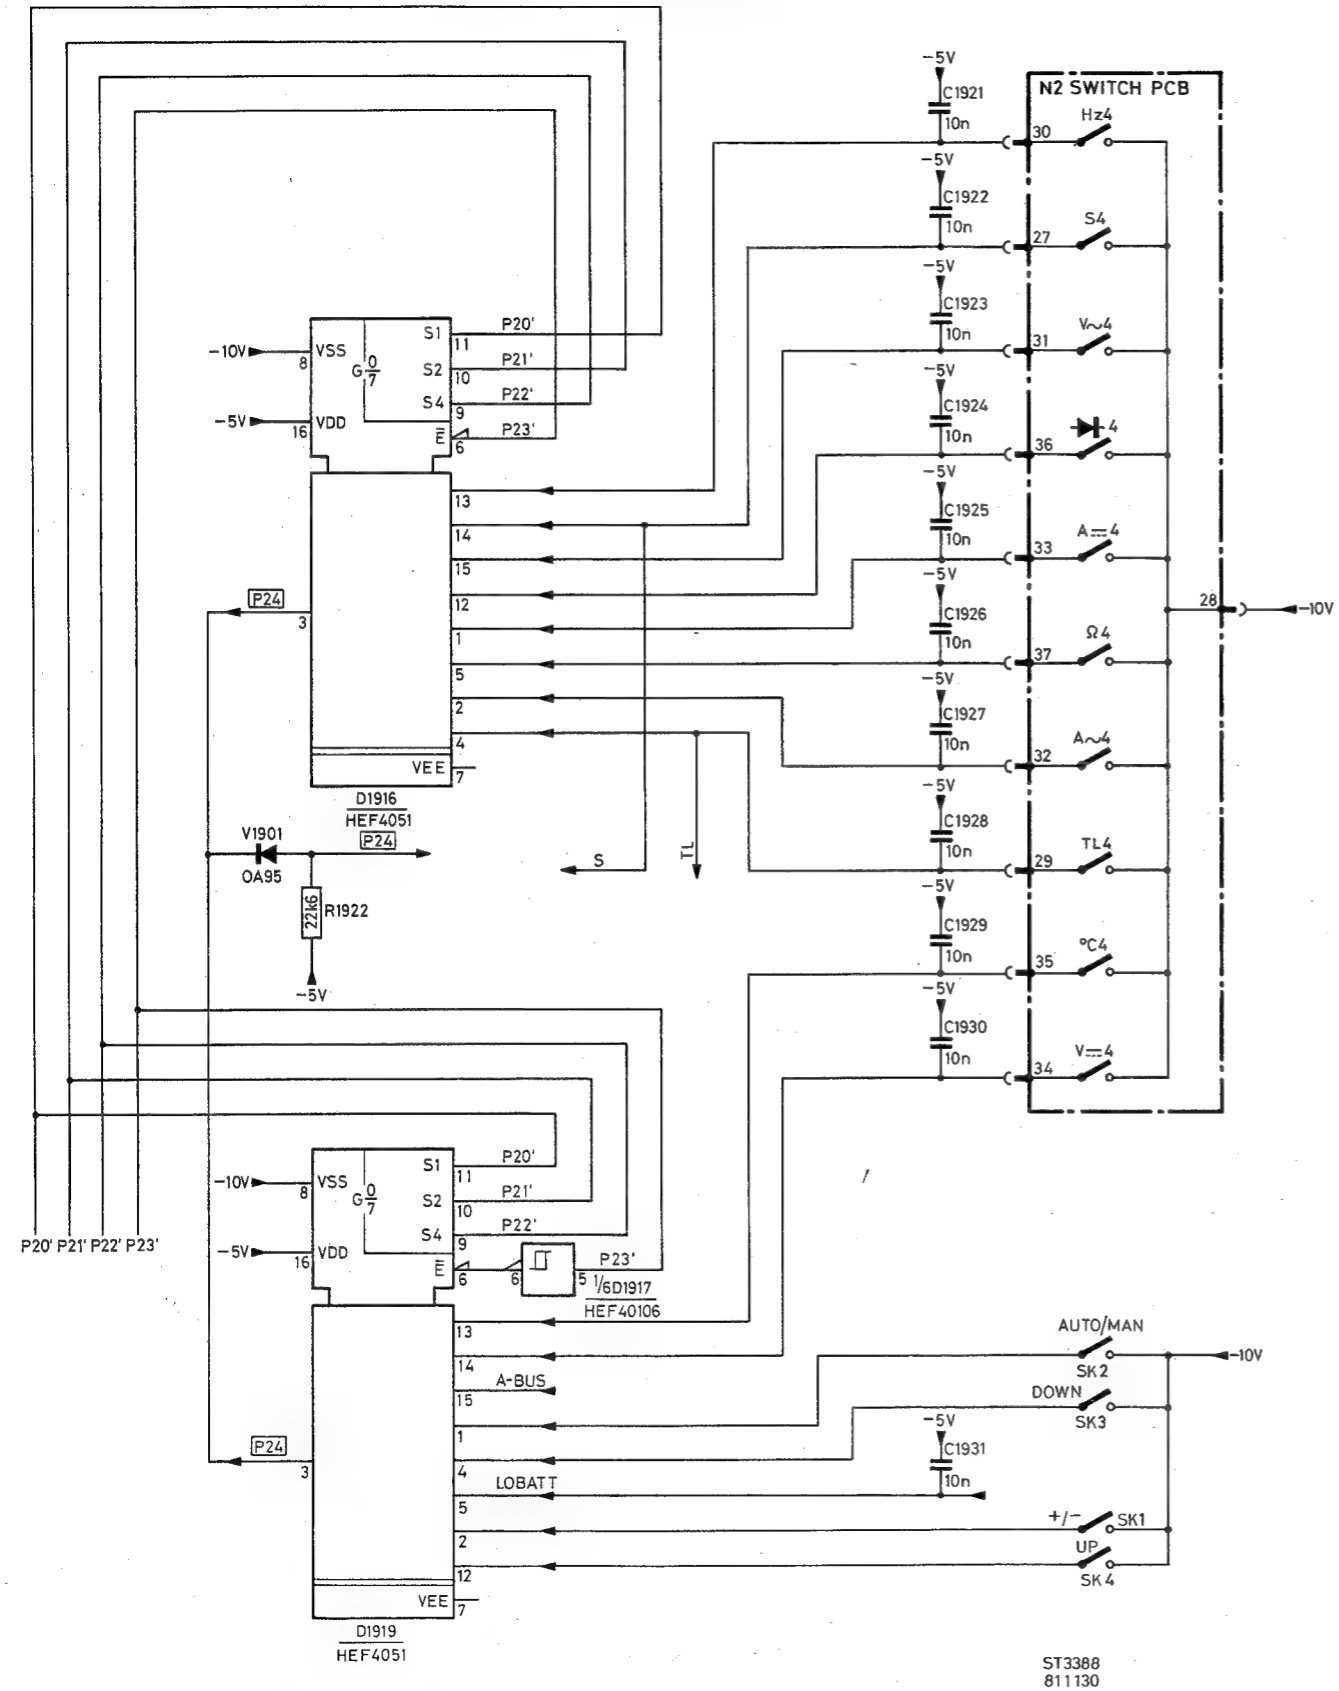 -5V
C1921
10n
N2 SWITCH PCB
30
Hz4
-5V
C1922
10n
27
S4
-5V
C1923
10n
31
V~4
-5V
C1924
10n
36
4
-5V
C1925
10n
33
A⎓4
-5V
C1926
10n
37
Ω4
-5V
C1927
10n
32
A~4
-5V
C1928
10n
29
TL4
-5V
C1929
10n
35
°C4
-5V
C1930
10n
34
V⎓4
28
-10V
-10V
8
VSS
-5V
16
VDD
G 0/7
S1
11
P20'
S2
10
P21'
S4
9
P22'
E̅
6
P23'
13
14
15
12
1
5
2
4
P24
3
VEE
7
D1916
HEF4051
V1901
OA95
P24
22k6
R1922
-5V
S
TL
P20' P21' P22' P23'
-10V
8
VSS
-5V
16
VDD
G 0/7
S1
11
P20'
S2
10
P21'
S4
9
P22'
E̅
6
6
5
P23'
1/6D1917
HEF40106
13
14
A-BUS
15
1
4
LOBATT
5
2
12
P24
3
VEE
7
D1919
HEF4051
AUTO/MAN
SK2
-10V
DOWN
SK3
-5V
C1931
10n
+/-
SK1
UP
SK4
ST3388
811130